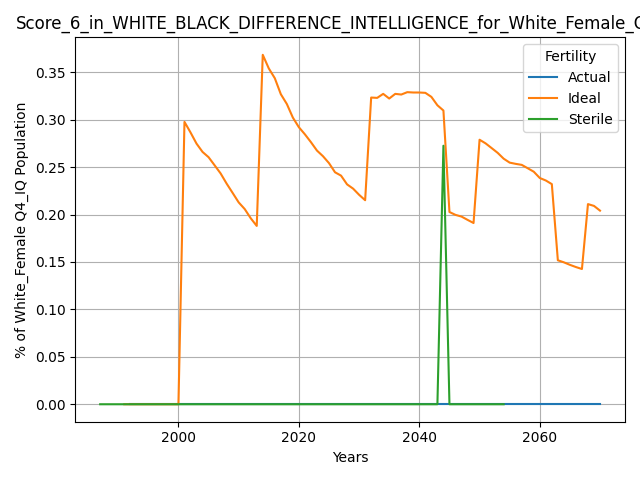 Score_6_in_WHITE_BLACK_DIFFERENCE_INTELLIGENCE_for_White_Female_
Fertility
Actual
Ideal
Sterile
% of White_Female Q4_IQ Population
0.35
0.30
0.25
0.20
0.15
0.10
0.05
0.00
2000 2020 2040 2060
Years